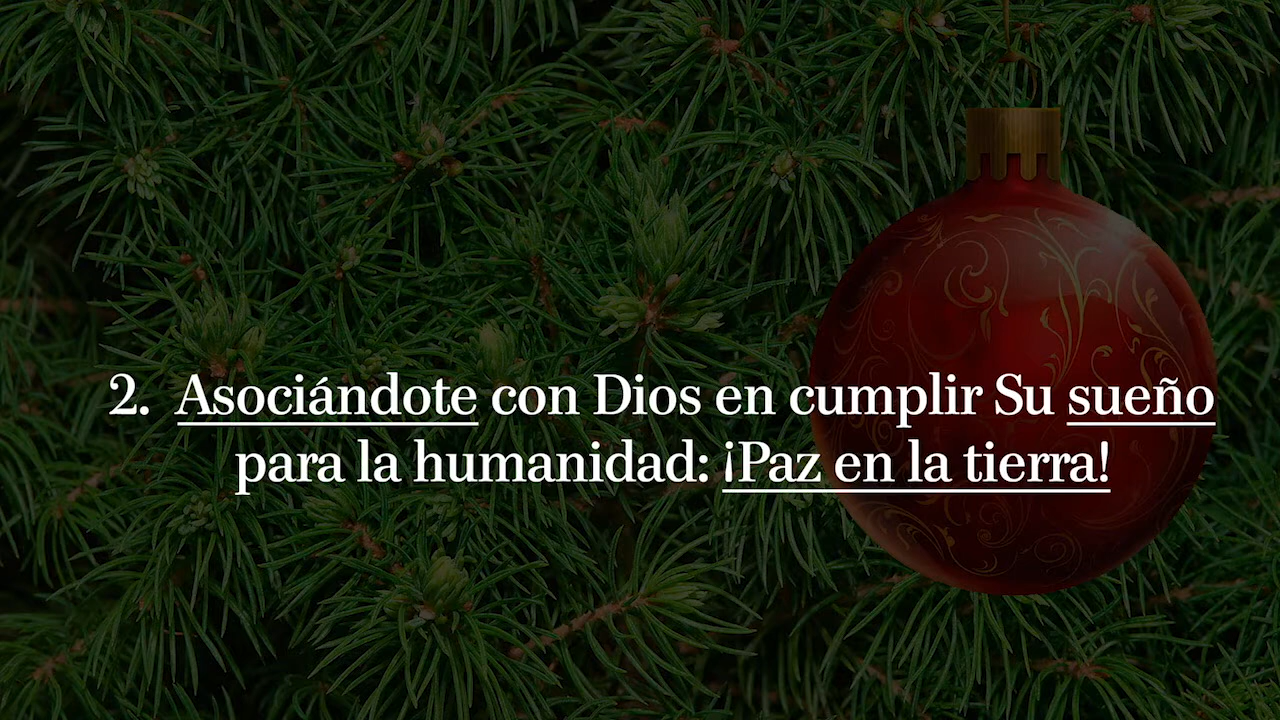 2. Asociándote con Dios en cumplir Su sueño
para la humanidad: ¡Paz en la tierra!